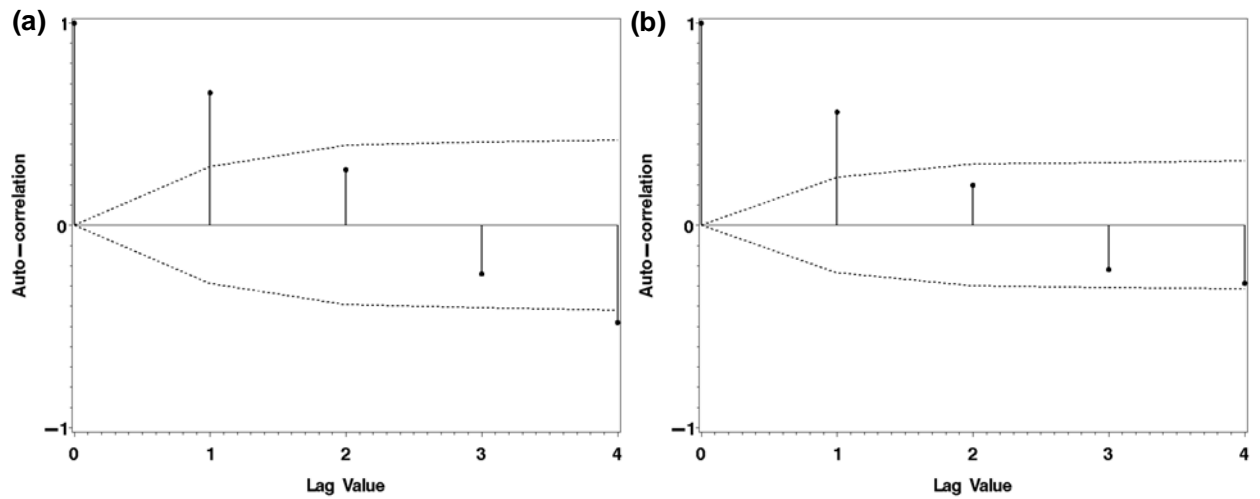 (a)
1
0
−1
Auto−correlation
0 1 2 3 4
Lag Value
(b)
1
0
−1
Auto−correlation
0 1 2 3 4
Lag Value